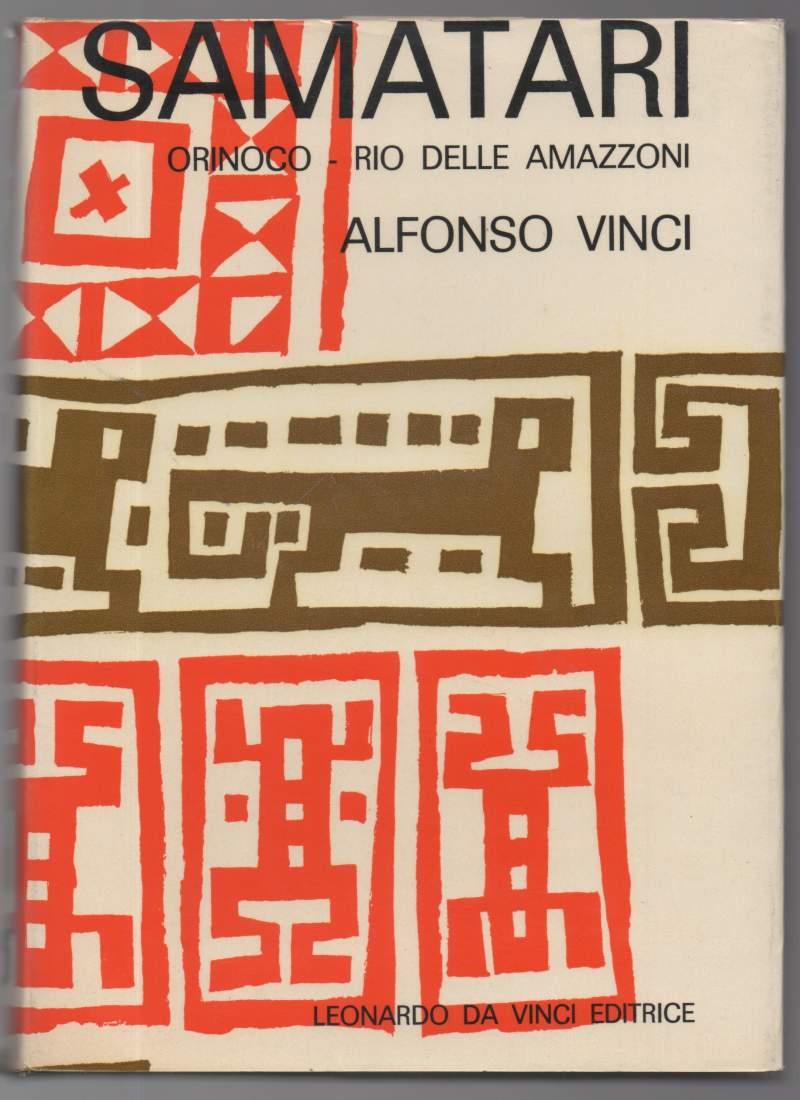 SAMATARI
ORINOCO - RIO DELLE AMAZZONI
ALFONSO VINCI
LEONARDO DA VINCI EDITRICE